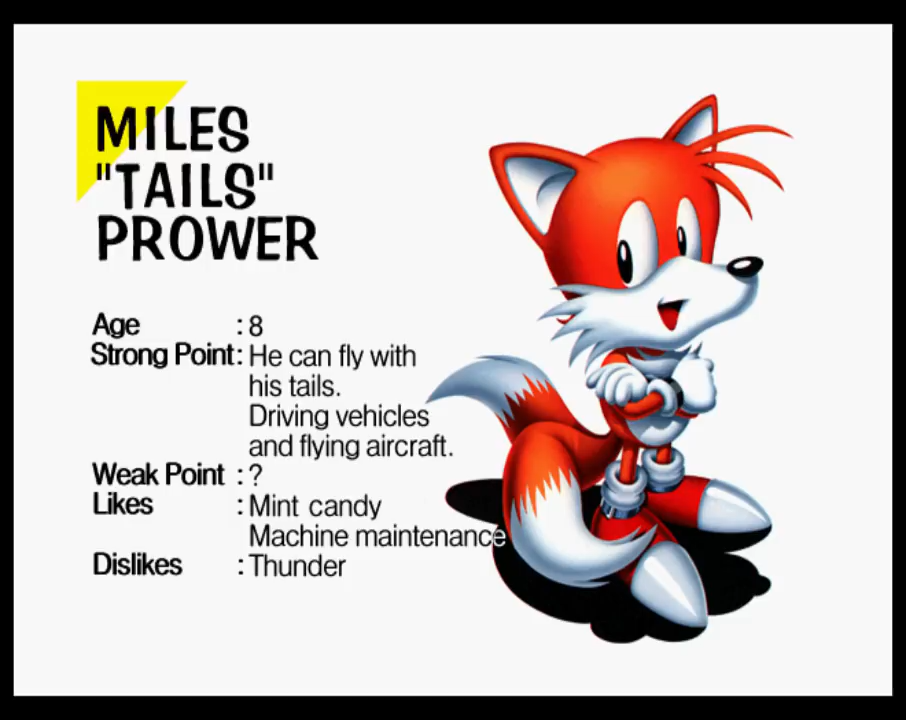 MILES
"TAILS"
PROWER
Age : 8
Strong Point : He can fly with
his tails.
Driving vehicles
and flying aircraft.
Weak Point : ?
Likes : Mint candy
Machine maintenance
Dislikes : Thunder